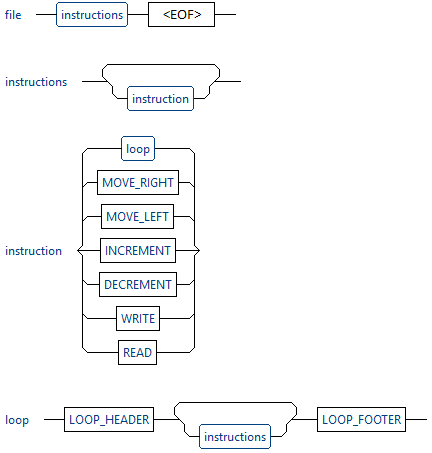 file instructions <EOF>
instructions
instruction
loop
MOVE_RIGHT
MOVE_LEFT
instruction INCREMENT
DECREMENT
WRITE
READ
loop LOOP_HEADER LOOP_FOOTER
instructions